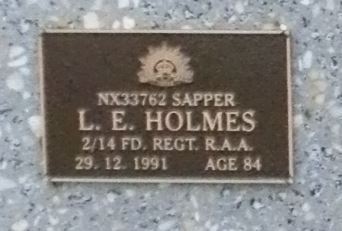 NX33762 SAPPER
L. E. HOLMES
2/14 FD. REGT. R.A.A.
29. 12. 1991 AGE 84